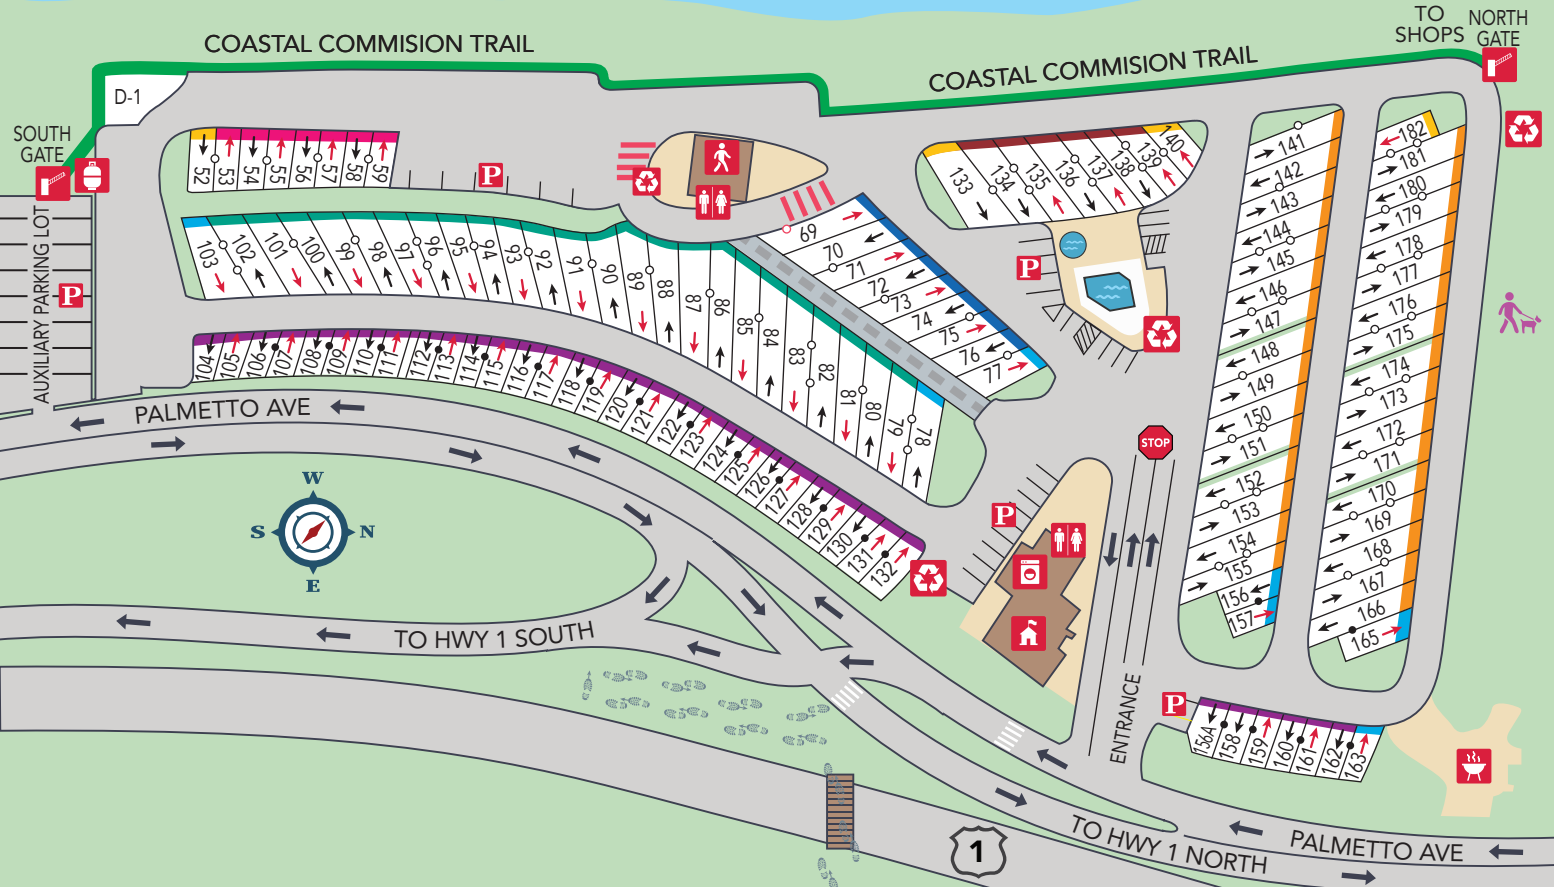 TO
SHOPS
NORTH
GATE
COASTAL COMMISION TRAIL
COASTAL COMMISION TRAIL
D-1
SOUTH
GATE
AUXILIARY PARKING LOT
P
52 53 54 55 56 57 58 59
P
103 102 101 100 99 98 97 96 95 94 93 92 91 90 89 88 87 86 85 84 83 82 81 80 79 78
69
70
71
72
73
74
75
76
77
133 134 135 136 137 138 139 140
P
141
142
143
144
145
146
147
148
149
150
151
152
153
154
155
156
157
182
181
180
179
178
177
176
175
174
173
172
171
170
169
168
167
166
165
104 105 106 107 108 109 110 111 112 113 114 115 116 117 118 119 120 121 122 123 124 125 126 127 128 129 130 131 132
PALMETTO AVE
STOP
W
S
N
E
P
TO HWY 1 SOUTH
ENTRANCE
P
156A 158 159 160 161 162 163
TO HWY 1 NORTH
PALMETTO AVE
1